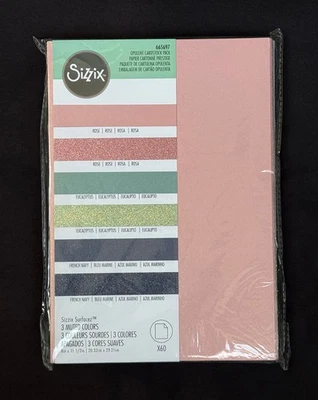 665697
OPULENT CARDSTOCK PACK
PAPIER CARTONNÉ PRESTIGE
PAQUETE DE CARTULINA OPULENTA
EMBALAGEM DE CARTÃO OPULENTA
Sizzix
ROSE | ROSE | ROSA | ROSA
ROSE | ROSE | ROSA | ROSA
EUCALYPTUS | EUCALYPTUS | EUCALIPTO | EUCALIPTO
EUCALYPTUS | EUCALYPTUS | EUCALIPTO | EUCALIPTO
FRENCH NAVY | BLEU MARINE | AZUL MARINO | AZUL MARINHO
FRENCH NAVY | BLEU MARINE | AZUL MARINO | AZUL MARINHO
Sizzix Surfacez™
3 MUTED COLORS
3 COULEURS SOURDES | 3 COLORES
APAGADOS | 3 CORES SUAVES
X60